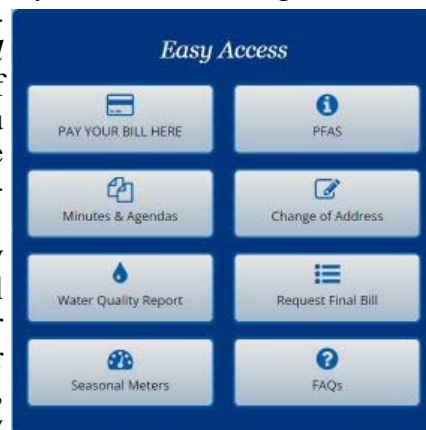 Easy Access
PAY YOUR BILL HERE
PFAS
Minutes & Agendas
Change of Address
Water Quality Report
Request Final Bill
Seasonal Meters
FAQs